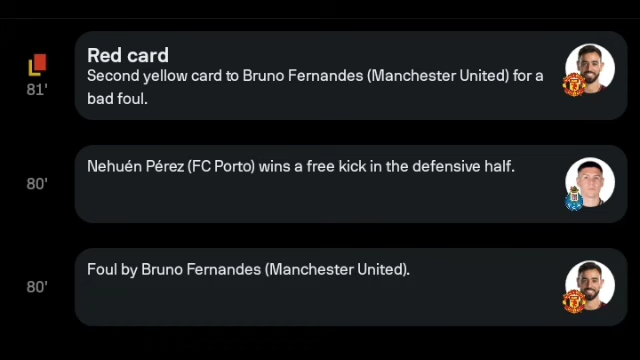 Red card
Second yellow card to Bruno Fernandes (Manchester United) for a
bad foul.
81'
Nehuén Pérez (FC Porto) wins a free kick in the defensive half.
80'
Foul by Bruno Fernandes (Manchester United).
80'